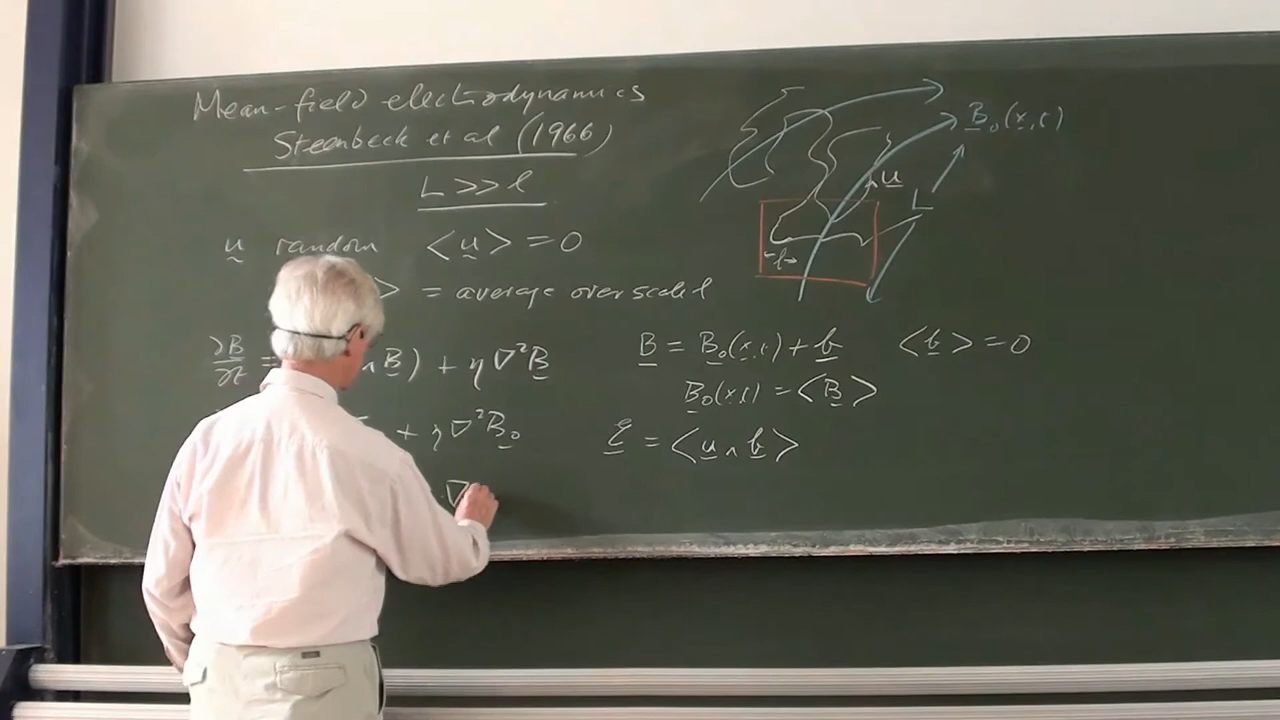 Mean-field electrodynamics
Steenbeck et al (1966)
L >> l
u random < u > = 0
> = average over scale l
∂B/∂t = ∧ B) + η ∇²B
+ η ∇²B₀
∇
B = B₀(x,t) + b < b > = 0
B₀(x,t) = < B >
ℰ = < u ∧ b >
B₀(x,t)
u
L
l